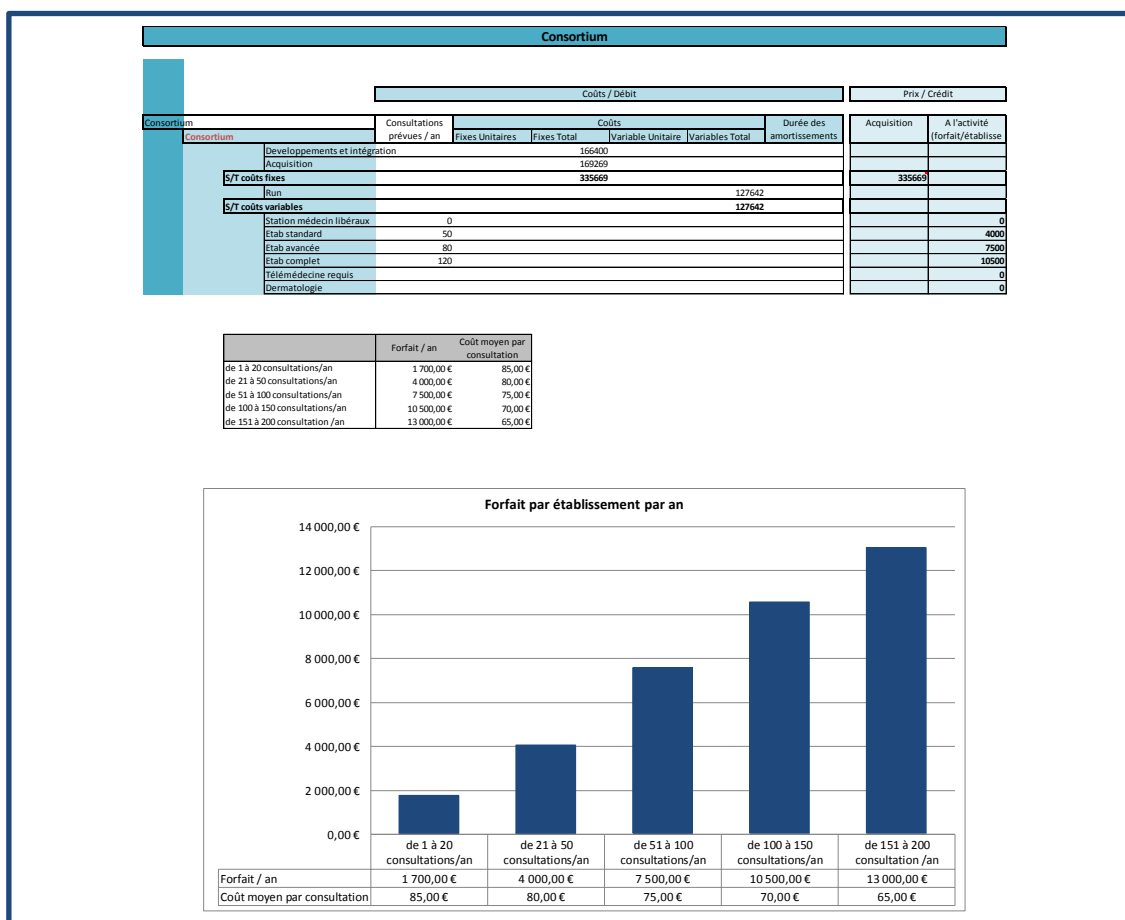 Consortium
Coûts / Débit Prix / Crédit
Consortium Consultations Coûts Durée des Acquisition A l'activité
Consortium prévues / an Fixes Unitaires Fixes Total Variable Unitaire Variables Total amortissements (forfait/établisse
Developpements et intégration 166400
Acquisition 169269
S/T coûts fixes 335669 335669
Run 127642
S/T coûts variables 127642
Station médecin libéraux 0 0
Etab standard 50 4000
Etab avancée 80 7500
Etab complet 120 10500
Télémédecine requis 0
Dermatologie 0
Forfait / an Coût moyen par consultation
de 1 à 20 consultations/an 1 700,00 € 85,00 €
de 21 à 50 consultations/an 4 000,00 € 80,00 €
de 51 à 100 consultations/an 7 500,00 € 75,00 €
de 100 à 150 consultations/an 10 500,00 € 70,00 €
de 151 à 200 consultation /an 13 000,00 € 65,00 €
Forfait par établissement par an
14 000,00 €
12 000,00 €
10 000,00 €
8 000,00 €
6 000,00 €
4 000,00 €
2 000,00 €
0,00 €
de 1 à 20 de 21 à 50 de 51 à 100 de 100 à 150 de 151 à 200
consultations/an consultations/an consultations/an consultations/an consultation /an
Forfait / an 1 700,00 € 4 000,00 € 7 500,00 € 10 500,00 € 13 000,00 €
Coût moyen par consultation 85,00 € 80,00 € 75,00 € 70,00 € 65,00 €